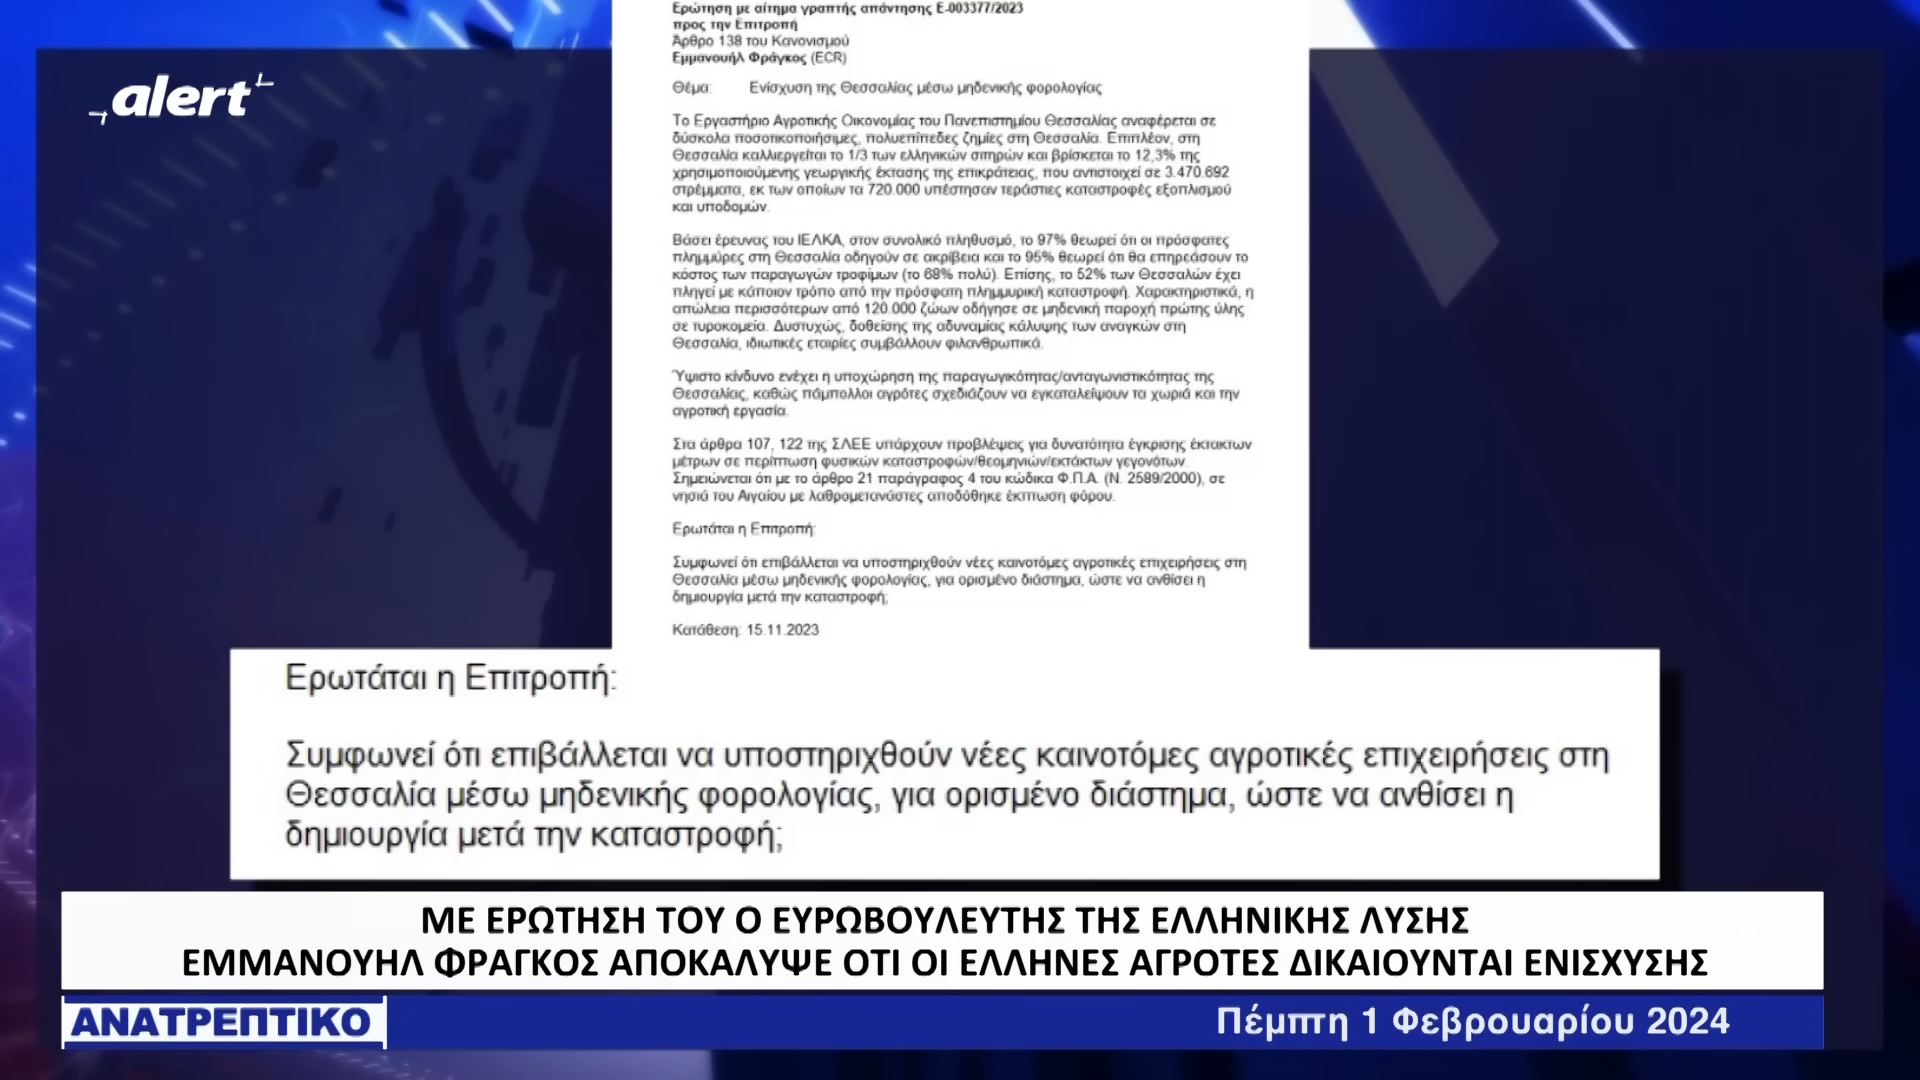 Ερώτηση με αίτημα γραπτής απάντησης E-003377/2023
προς την Επιτροπή
Άρθρο 138 του Κανονισμού
Εμμανουήλ Φράγκος (ECR)
Θέμα: Ενίσχυση της Θεσσαλίας μέσω μηδενικής φορολογίας
alert
Το Εργαστήριο Αγροτικής Οικονομίας του Πανεπιστημίου Θεσσαλίας αναφέρεται σε
δύσκολα ποσοτικοποιήσιμες, πολυεπίπεδες ζημίες στη Θεσσαλία. Επιπλέον, στη
Θεσσαλία καλλιεργείται το 1/3 των ελληνικών σιτηρών και βρίσκεται το 12,3% της
χρησιμοποιούμενης γεωργικής έκτασης της επικράτειας, που αντιστοιχεί σε 3.470.692
στρέμματα, εκ των οποίων τα 720.000 υπέστησαν τεράστιες καταστροφές εξοπλισμού
και υποδομών.
Βάσει έρευνας του ΙΕΛΚΑ, στον συνολικό πληθυσμό, το 97% θεωρεί ότι οι πρόσφατες
πλημμύρες στη Θεσσαλία οδηγούν σε ακρίβεια και το 95% θεωρεί ότι θα επηρεάσουν το
κόστος των παραγωγών τροφίμων (το 68% πολύ). Επίσης, το 52% των Θεσσαλών έχει
πληγεί με κάποιον τρόπο από την πρόσφατη πλημμυρική καταστροφή. Χαρακτηριστικά, η
απώλεια περισσότερων από 120.000 ζώων οδήγησε σε μηδενική παροχή πρώτης ύλης
σε τυροκομεία. Δυστυχώς, δοθείσης της αδυναμίας κάλυψης των αναγκών στη
Θεσσαλία, ιδιωτικές εταιρίες συμβάλλουν φιλανθρωπικά.
Ύψιστο κίνδυνο ενέχει η υποχώρηση της παραγωγικότητας/ανταγωνιστικότητας της
Θεσσαλίας, καθώς πάμπολλοι αγρότες σχεδιάζουν να εγκαταλείψουν τα χωριά και την
αγροτική εργασία.
Στα άρθρα 107, 122 της ΣΛΕΕ υπάρχουν προβλέψεις για δυνατότητα έγκρισης έκτακτων
μέτρων σε περίπτωση φυσικών καταστροφών/θεομηνιών/εκτάκτων γεγονότων.
Σημειώνεται ότι με το άρθρο 21 παράγραφος 4 του κώδικα Φ.Π.Α. (Ν. 2589/2000), σε
νησιά του Αιγαίου με λαθρομετανάστες αποδόθηκε έκπτωση φόρου.
Ερωτάται η Επιτροπή:
Συμφωνεί ότι επιβάλλεται να υποστηριχθούν νέες καινοτόμες αγροτικές επιχειρήσεις στη
Θεσσαλία μέσω μηδενικής φορολογίας, για ορισμένο διάστημα, ώστε να ανθίσει η
δημιουργία μετά την καταστροφή;
Κατάθεση: 15.11.2023
Ερωτάται η Επιτροπή:
Συμφωνεί ότι επιβάλλεται να υποστηριχθούν νέες καινοτόμες αγροτικές επιχειρήσεις στη
Θεσσαλία μέσω μηδενικής φορολογίας, για ορισμένο διάστημα, ώστε να ανθίσει η
δημιουργία μετά την καταστροφή;
ΜΕ ΕΡΩΤΗΣΗ ΤΟΥ Ο ΕΥΡΩΒΟΥΛΕΥΤΗΣ ΤΗΣ ΕΛΛΗΝΙΚΗΣ ΛΥΣΗΣ
ΕΜΜΑΝΟΥΗΛ ΦΡΑΓΚΟΣ ΑΠΟΚΑΛΥΨΕ ΟΤΙ ΟΙ ΕΛΛΗΝΕΣ ΑΓΡΟΤΕΣ ΔΙΚΑΙΟΥΝΤΑΙ ΕΝΙΣΧΥΣΗΣ
ΑΝΑΤΡΕΠΤΙΚΟ
Πέμπτη 1 Φεβρουαρίου 2024